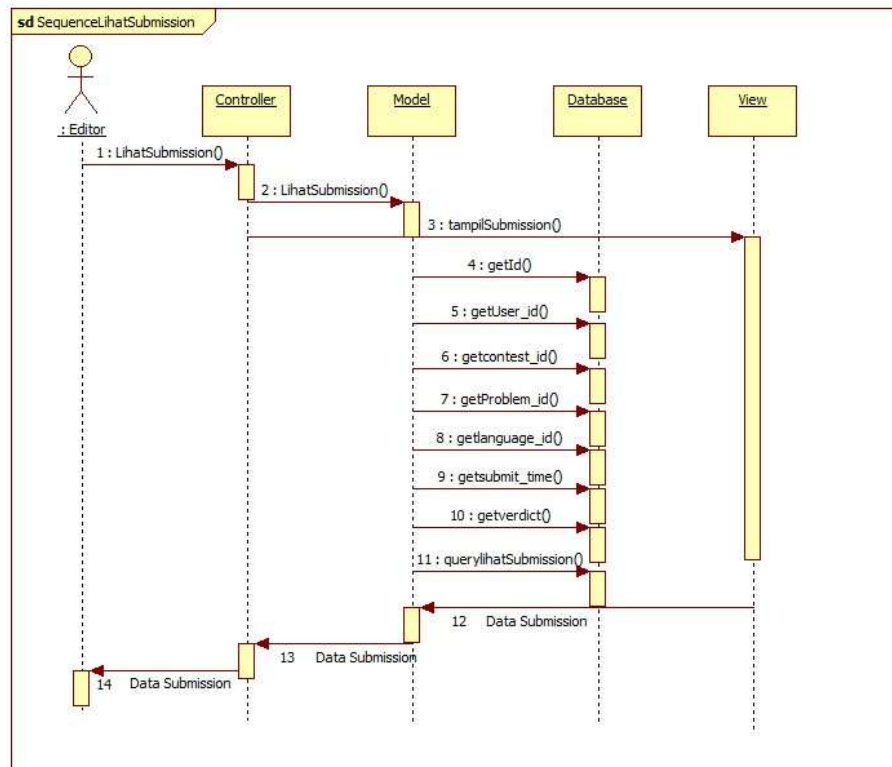 sd SequenceLihatSubmission
: Editor
Controller
Model
Database
View
1 : LihatSubmission()
2 : LihatSubmission()
3 : tampilSubmission()
4 : getId()
5 : getUser_id()
6 : getcontest_id()
7 : getProblem_id()
8 : getlanguage_id()
9 : getsubmit_time()
10 : getverdict()
11 : querylihatSubmission()
12 Data Submission
13 Data Submission
14 Data Submission